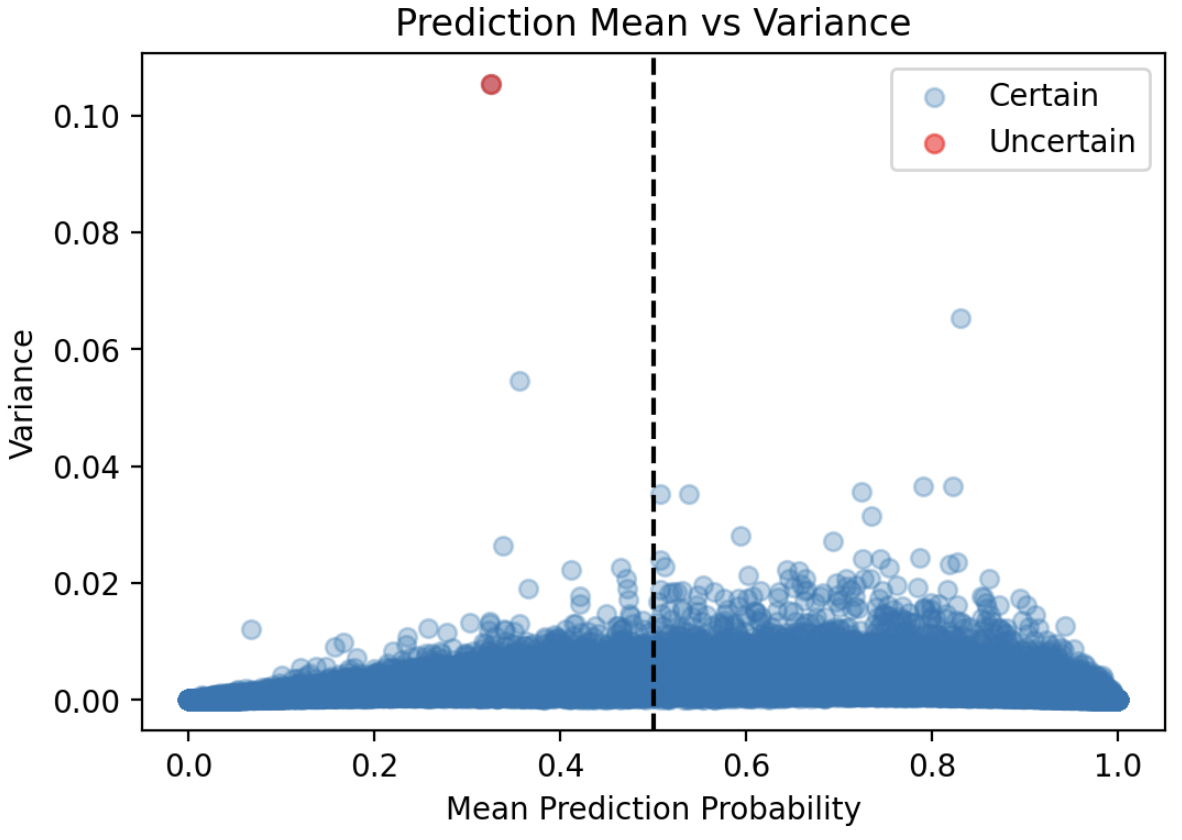 Prediction Mean vs Variance
Certain
Uncertain
Variance
0.10
0.08
0.06
0.04
0.02
0.00
0.0 0.2 0.4 0.6 0.8 1.0
Mean Prediction Probability